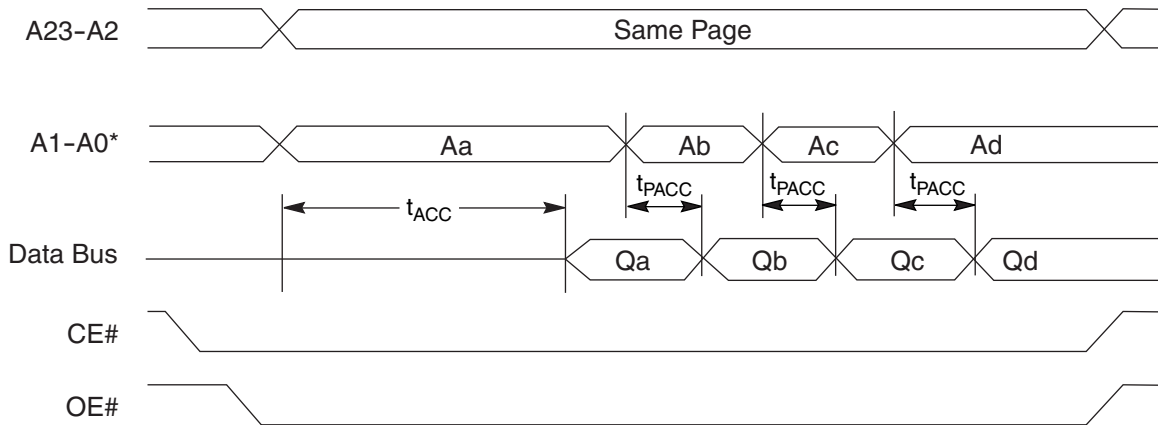 A23–A2 Same Page
A1–A0* Aa Ab Ac Ad
tPACC tPACC tPACC
tACC
Data Bus Qa Qb Qc Qd
CE#
OE#